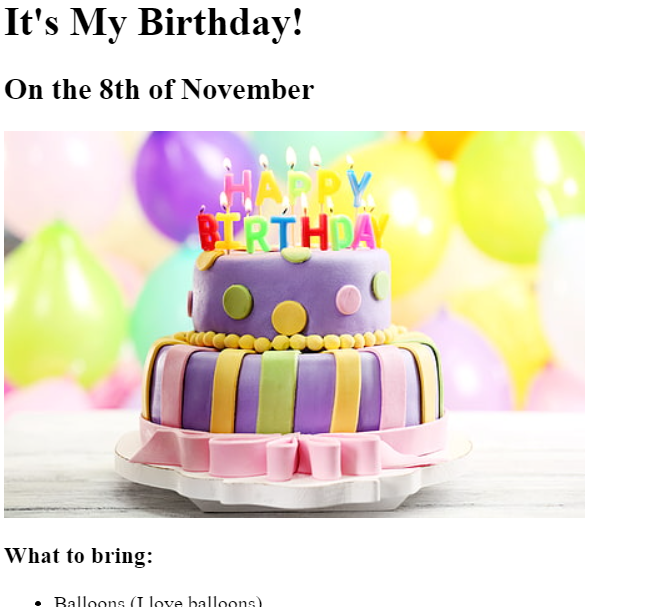 It's My Birthday!
On the 8th of November
HAPPY
BIRTHDAY
What to bring:
Balloons (I love balloons)